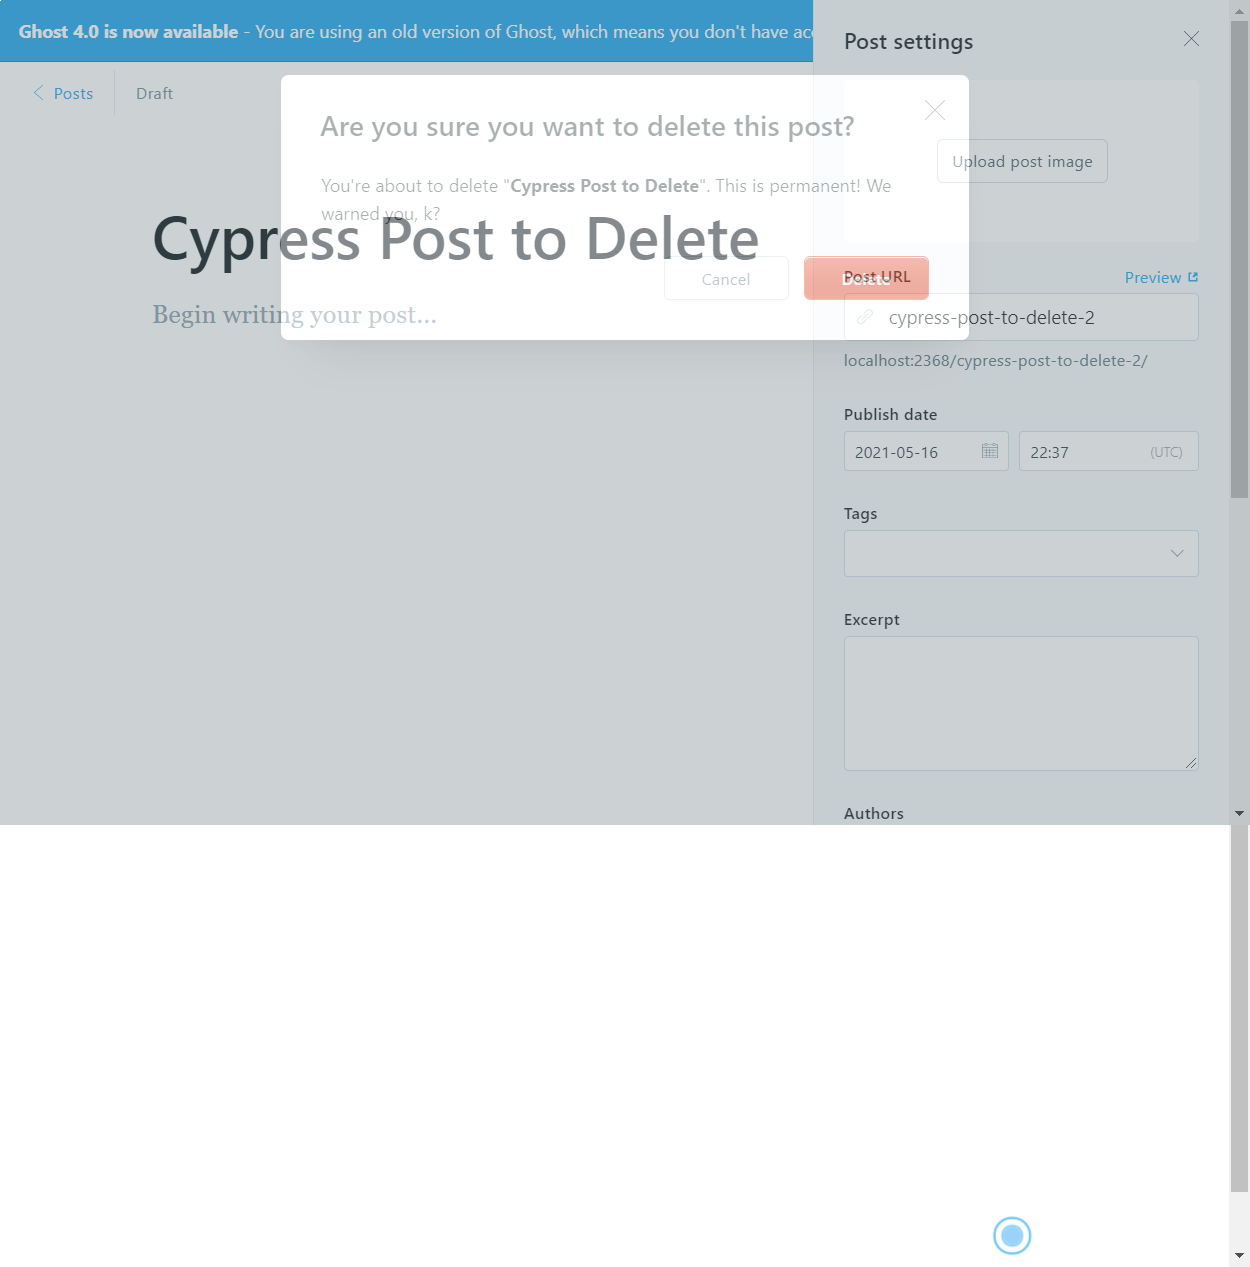 Ghost 4.0 is now available - You are using an old version of Ghost, which means you don't have acc
Posts
Draft
Cypress Post to Delete
Begin writing your post...
Are you sure you want to delete this post?
You're about to delete "Cypress Post to Delete". This is permanent! We
warned you, k?
Cancel
Delete
Post settings
Upload post image
Post URL
Preview
cypress-post-to-delete-2
localhost:2368/cypress-post-to-delete-2/
Publish date
2021-05-16
22:37
(UTC)
Tags
Excerpt
Authors